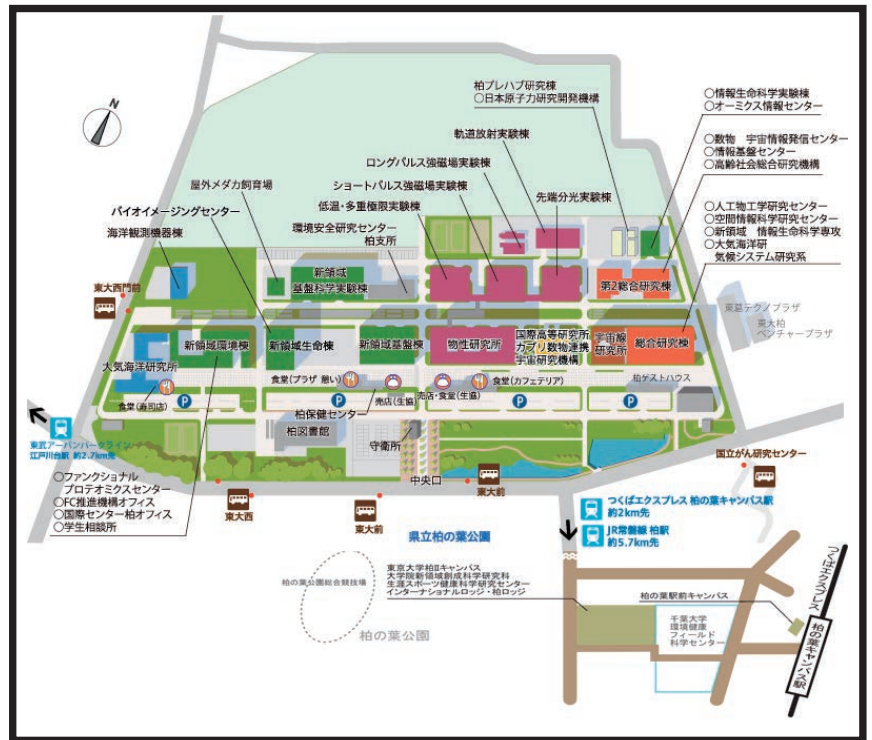 N
柏プレハブ研究棟
○日本原子力研究開発機構
○情報生命科学実験棟
○オーミクス情報センター
軌道放射実験棟
○数物 宇宙情報発信センター
○情報基盤センター
○高齢社会総合研究機構
ロングパルス強磁場実験棟
屋外メダカ飼育場
ショートパルス強磁場実験棟
先端分光実験棟
バイオイメージングセンター
低温・多重極限実験棟
○人工物工学研究センター
○空間情報科学研究センター
○新領域 情報生命科学専攻
○大気海洋研
気候システム研究系
海洋観測機器棟
環境安全研究センター
柏支所
東大西門前
新領域
基盤科学実験棟
第2総合研究棟
東葛テクノプラザ
東大柏
ベンチャープラザ
新領域環境棟
新領域生命棟
新領域基盤棟
物性研究所
国際高等研究所
カブリ数物連携
宇宙研究機構
宇宙線
研究所
総合研究棟
大気海洋研究所
食堂(プラザ 憩い)
食堂(カフェテリア)
柏ゲストハウス
食堂(寿司店)
P
P
P
P
売店(生協)
売店・食堂(生協)
柏保健センター
柏図書館
守衛所
東武アーバンパークライン
江戸川台駅 約2.7km先
国立がん研究センター
○ファンクショナル
プロテオミクスセンター
○FC推進機構オフィス
○国際センター柏オフィス
○学生相談所
中央口
東大前
東大西
東大前
つくばエクスプレス 柏の葉キャンパス駅
約2km先
県立柏の葉公園
JR常磐線 柏駅
約5.7km先
柏の葉公園総合競技場
東京大学柏Ⅱキャンパス
大学院新領域創成科学研究科
生涯スポーツ健康科学研究センター
インターナショナルロッジ・柏ロッジ
柏の葉公園
柏の葉駅前キャンパス
千葉大学
環境健康
フィールド
科学センター
つくばエクスプレス
柏の葉キャンパス駅